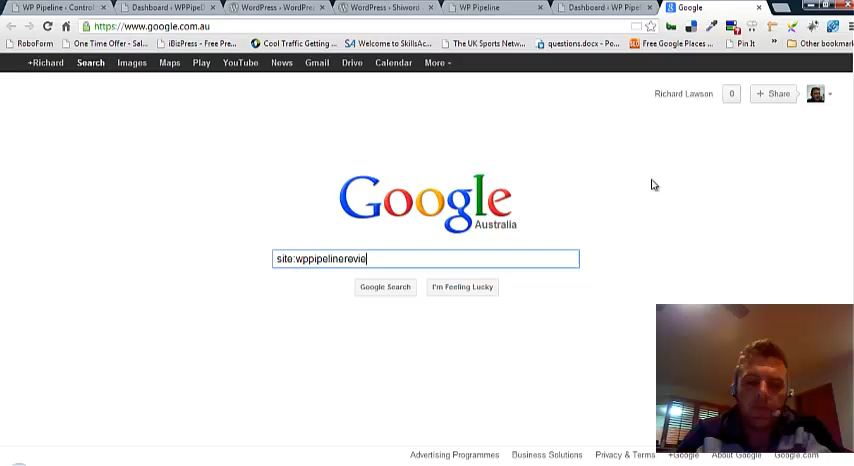 WP Pipeline ‹ Control
Dashboard ‹ WPPipeD
WordPress › WordPre
WordPress › Shiword
WP Pipeline
Dashboard ‹ WP Pipe
Google
https://www.google.com.au
RoboForm
One Time Offer - Sal...
iBizPress - Free Pre...
Cool Traffic Getting ...
SA Welcome to SkillsAc...
The UK Sports Netw...
questions.docx - Po...
Free Google Places ...
Pin It
»
Other bookmark
+Richard Search Images Maps Play YouTube News Gmail Drive Calendar More
Richard Lawson 0 + Share
Google
Australia
site:wppipelinerevie
Google Search I'm Feeling Lucky
Advertising Programmes Business Solutions Privacy & Terms +Google About Google Google.com